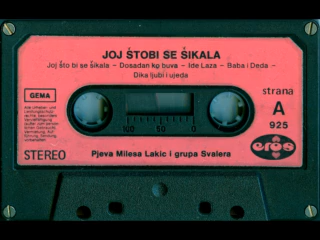 JOJ ŠTOBI SE ŠIKALA
Joj što bi se šikala - Dosadan ko buva - Ide Laza - Baba i Deda -
Dika ljubi i ujeda
GEMA
strana
A
925
100 50 0
eros
STEREO
Pjeva Milesa Lakic i grupa Svalera